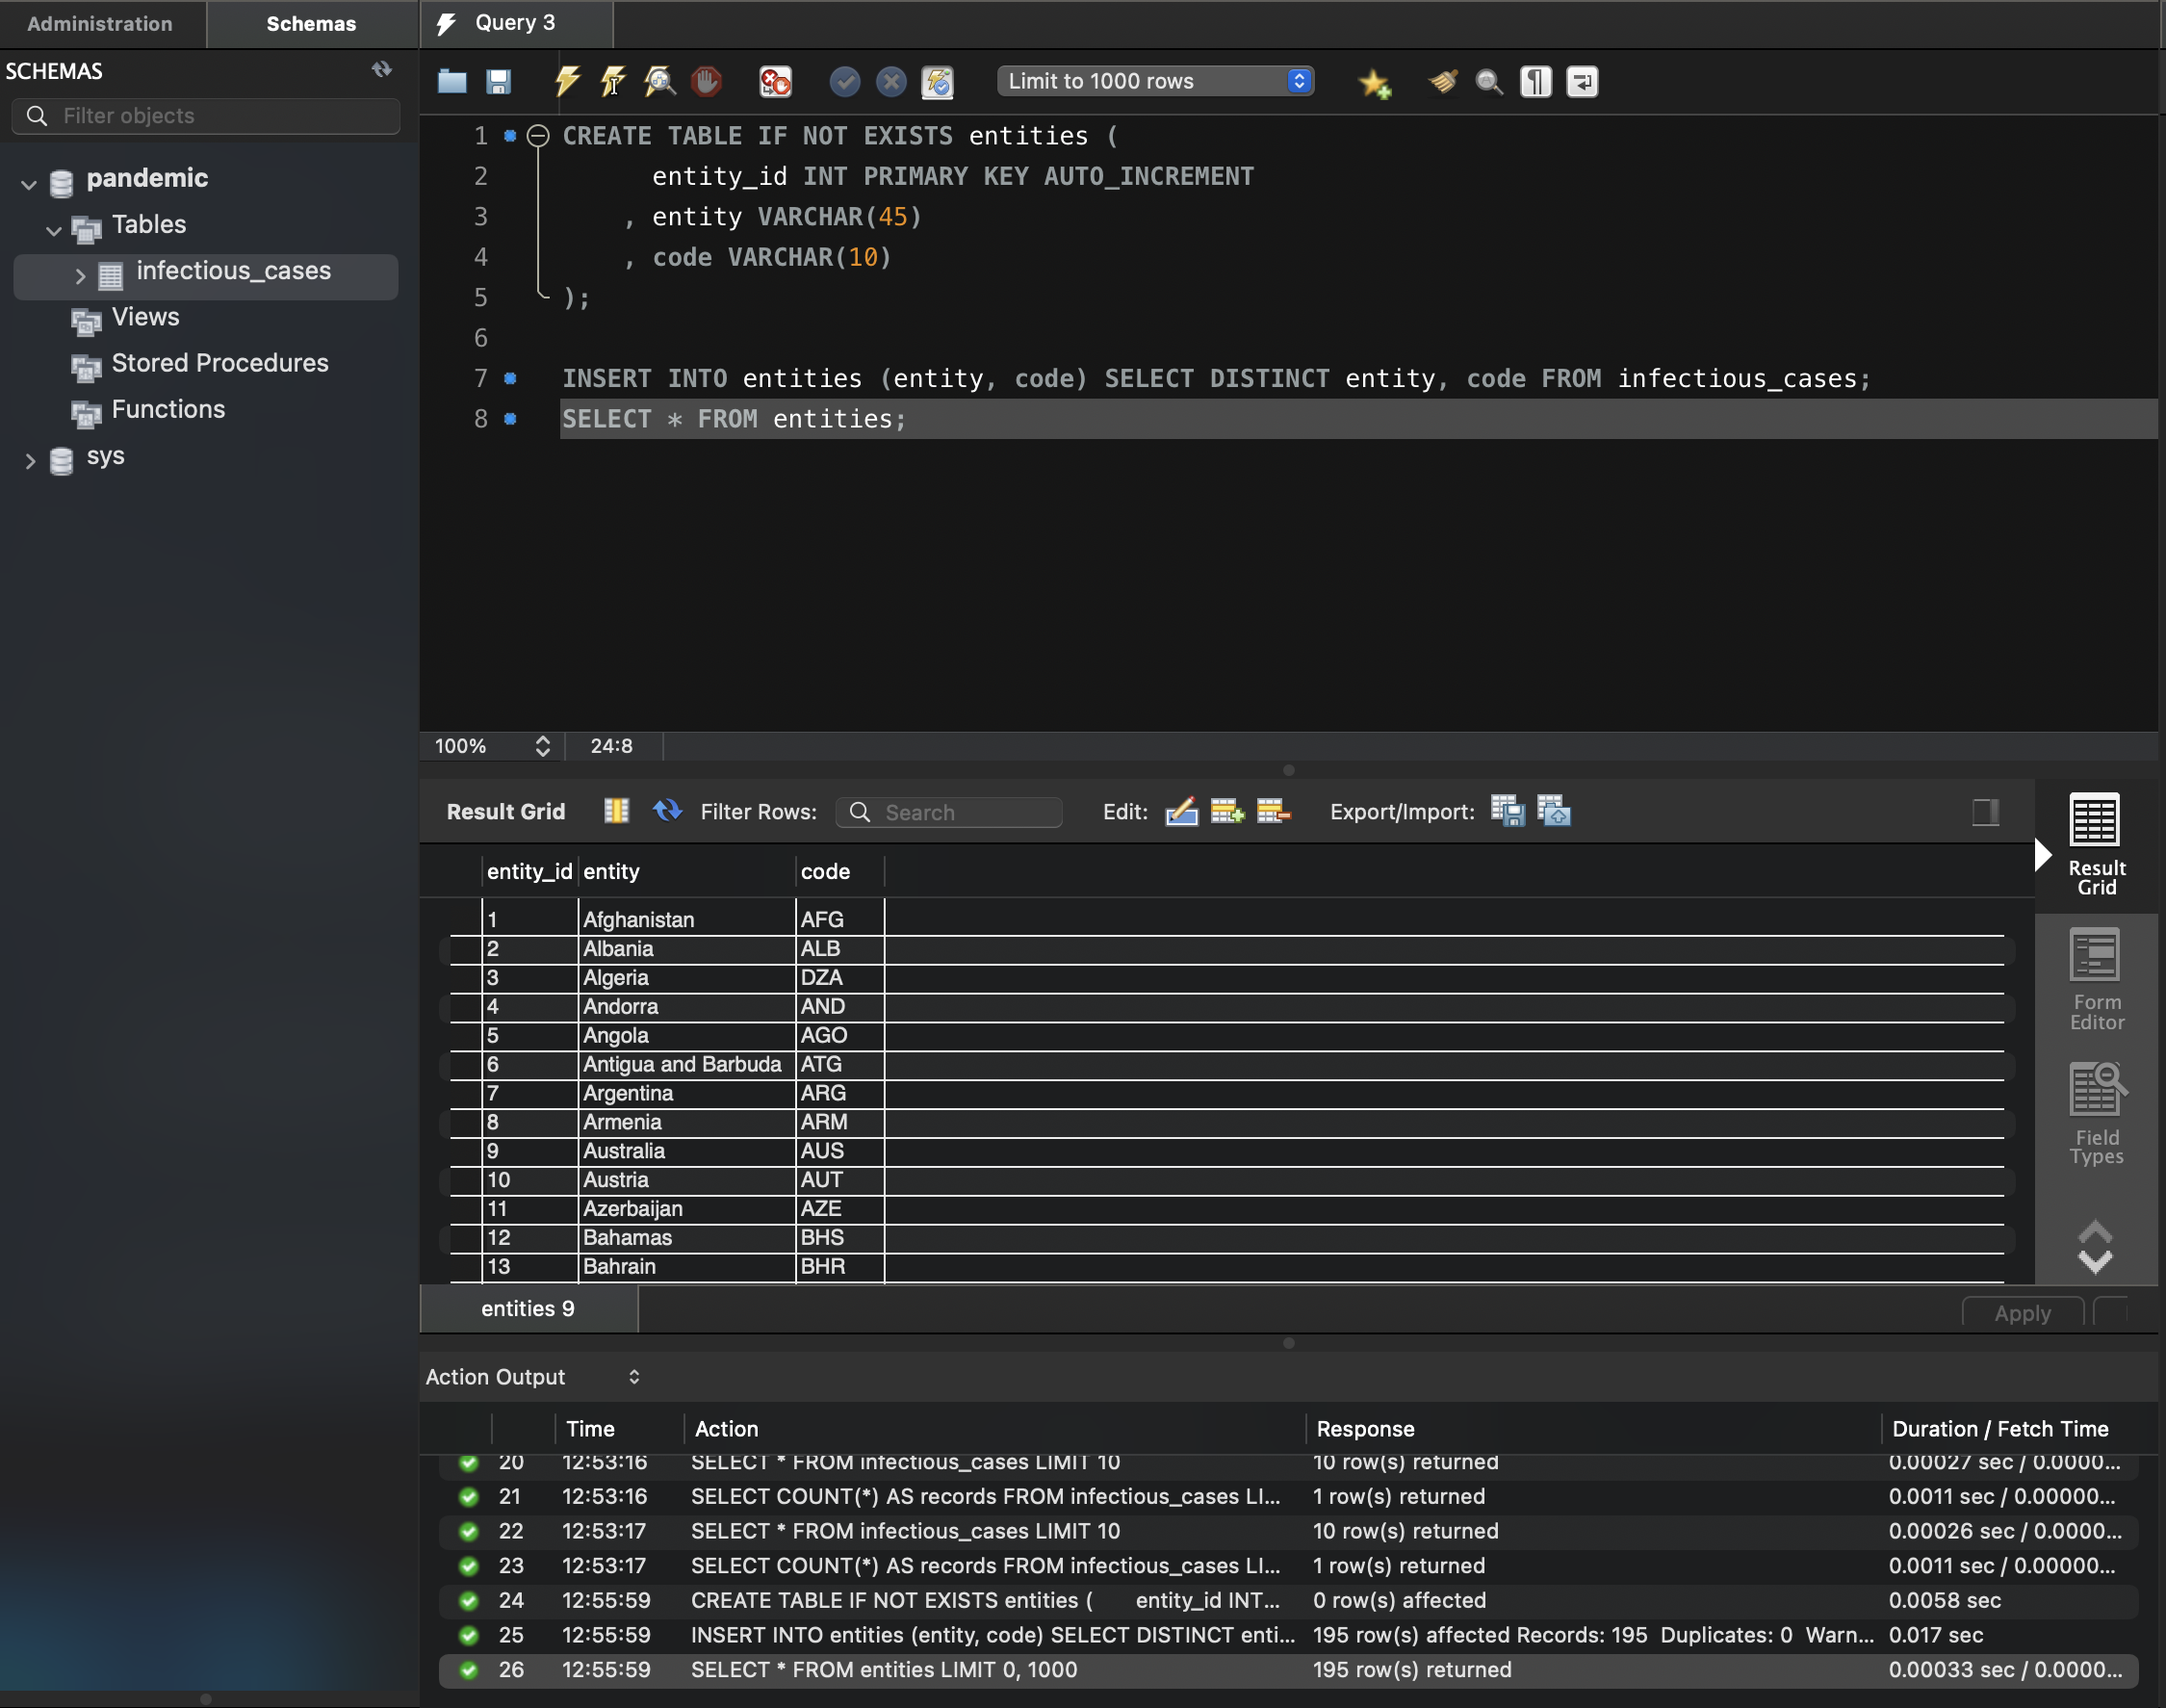 Administration
Schemas
SCHEMAS
Filter objects
pandemic
Tables
infectious_cases
Views
Stored Procedures
Functions
sys
Query 3
Limit to 1000 rows
1 CREATE TABLE IF NOT EXISTS entities (
2 entity_id INT PRIMARY KEY AUTO_INCREMENT
3 , entity VARCHAR(45)
4 , code VARCHAR(10)
5 );
6
7 INSERT INTO entities (entity, code) SELECT DISTINCT entity, code FROM infectious_cases;
8 SELECT * FROM entities;
100% 24:8
Result Grid Filter Rows: Search Edit: Export/Import:
entity_id entity code
1 Afghanistan AFG
2 Albania ALB
3 Algeria DZA
4 Andorra AND
5 Angola AGO
6 Antigua and Barbuda ATG
7 Argentina ARG
8 Armenia ARM
9 Australia AUS
10 Austria AUT
11 Azerbaijan AZE
12 Bahamas BHS
13 Bahrain BHR
Result
Grid
Form
Editor
Field
Types
entities 9
Apply
Action Output
Time Action Response Duration / Fetch Time
20 12:53:16 SELECT * FROM infectious_cases LIMIT 10 10 row(s) returned 0.00027 sec / 0.0000...
21 12:53:16 SELECT COUNT(*) AS records FROM infectious_cases LI... 1 row(s) returned 0.0011 sec / 0.00000...
22 12:53:17 SELECT * FROM infectious_cases LIMIT 10 10 row(s) returned 0.00026 sec / 0.0000...
23 12:53:17 SELECT COUNT(*) AS records FROM infectious_cases LI... 1 row(s) returned 0.0011 sec / 0.00000...
24 12:55:59 CREATE TABLE IF NOT EXISTS entities ( entity_id INT... 0 row(s) affected 0.0058 sec
25 12:55:59 INSERT INTO entities (entity, code) SELECT DISTINCT enti... 195 row(s) affected Records: 195 Duplicates: 0 Warn... 0.017 sec
26 12:55:59 SELECT * FROM entities LIMIT 0, 1000 195 row(s) returned 0.00033 sec / 0.0000...